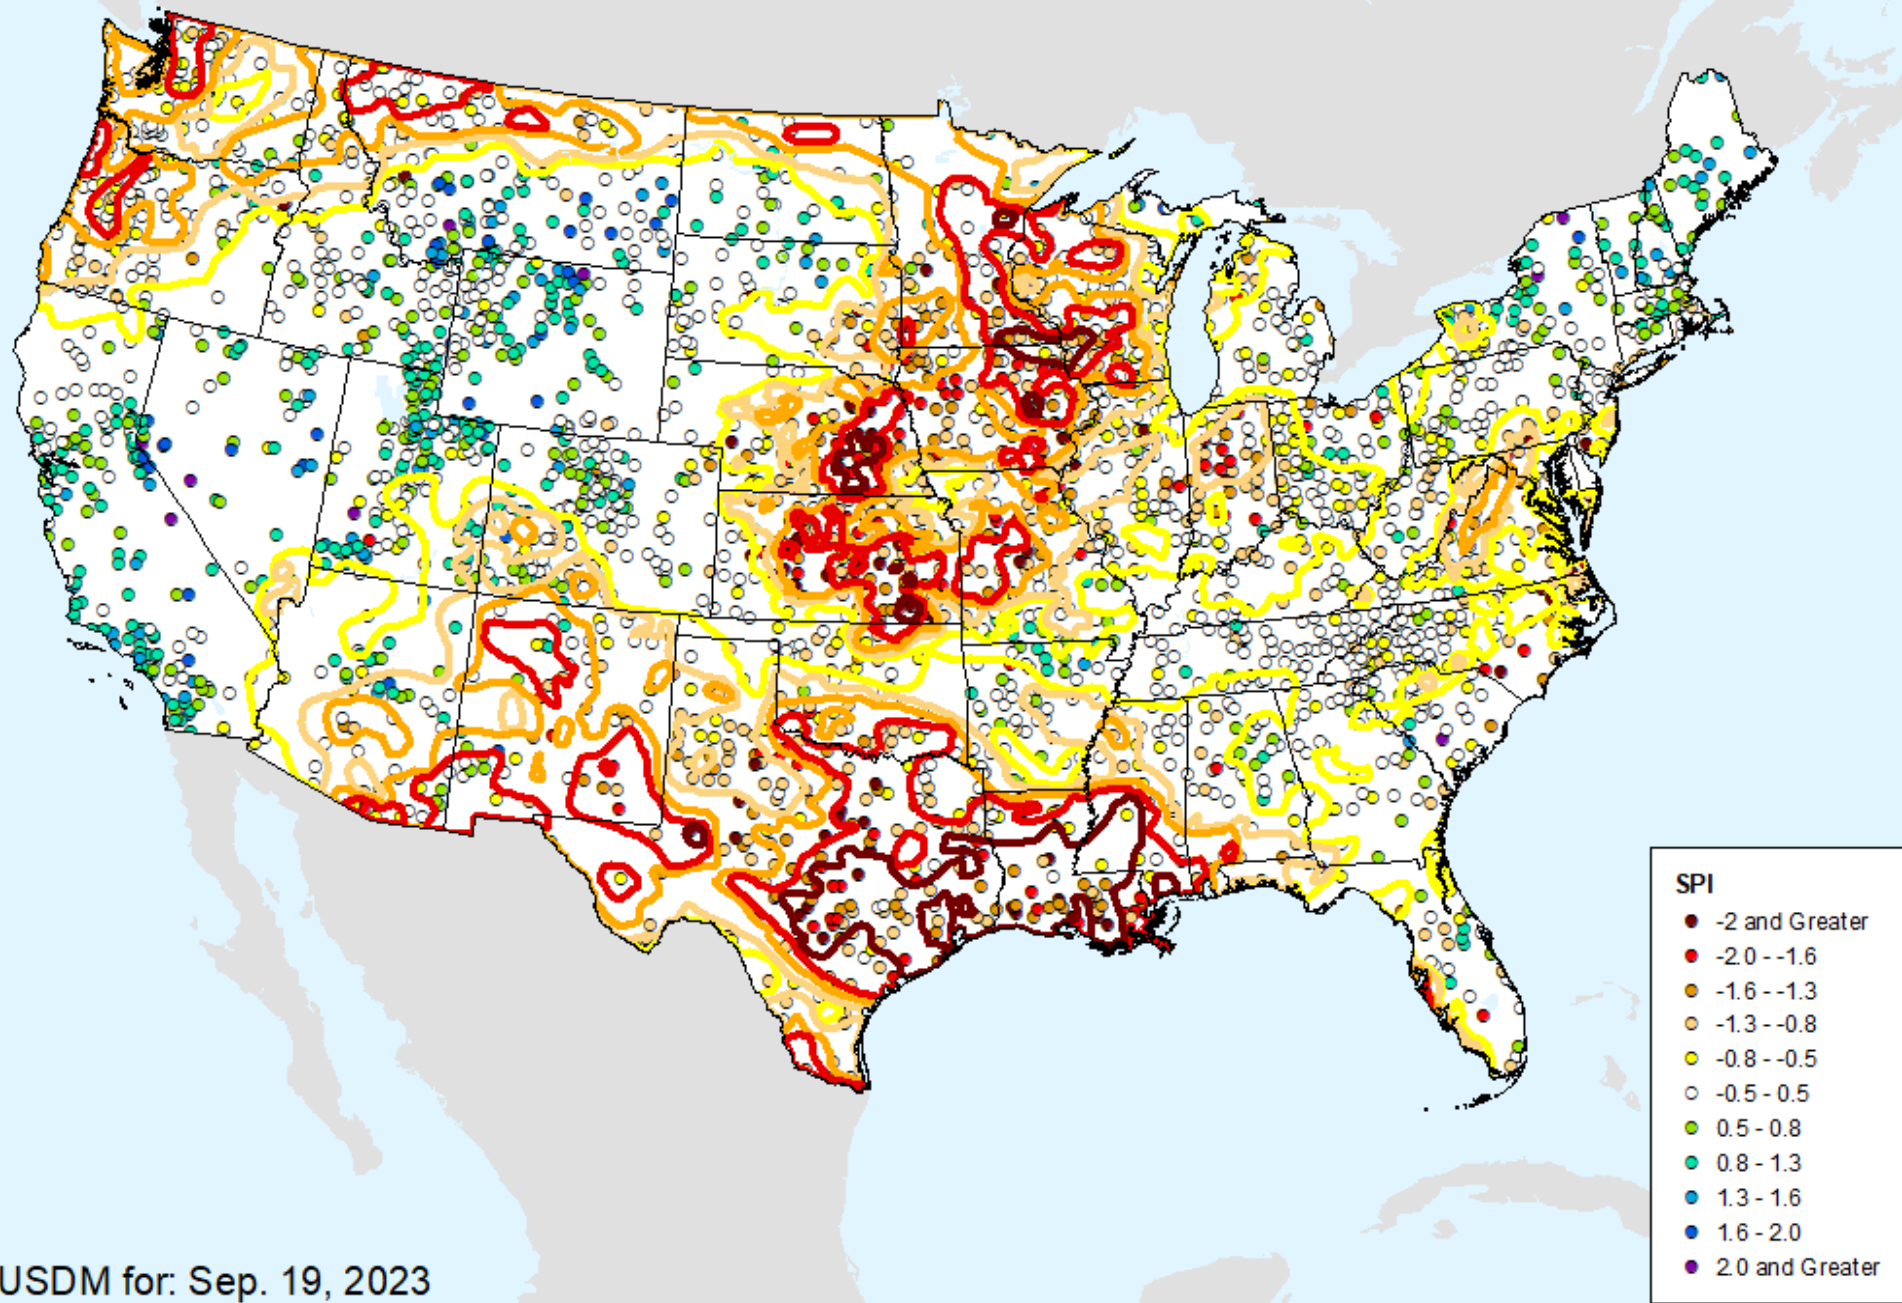 SPI
-2 and Greater
-2.0 - -1.6
-1.6 - -1.3
-1.3 - -0.8
-0.8 - -0.5
-0.5 - 0.5
0.5 - 0.8
0.8 - 1.3
1.3 - 1.6
1.6 - 2.0
2.0 and Greater
USDM for: Sep. 19, 2023